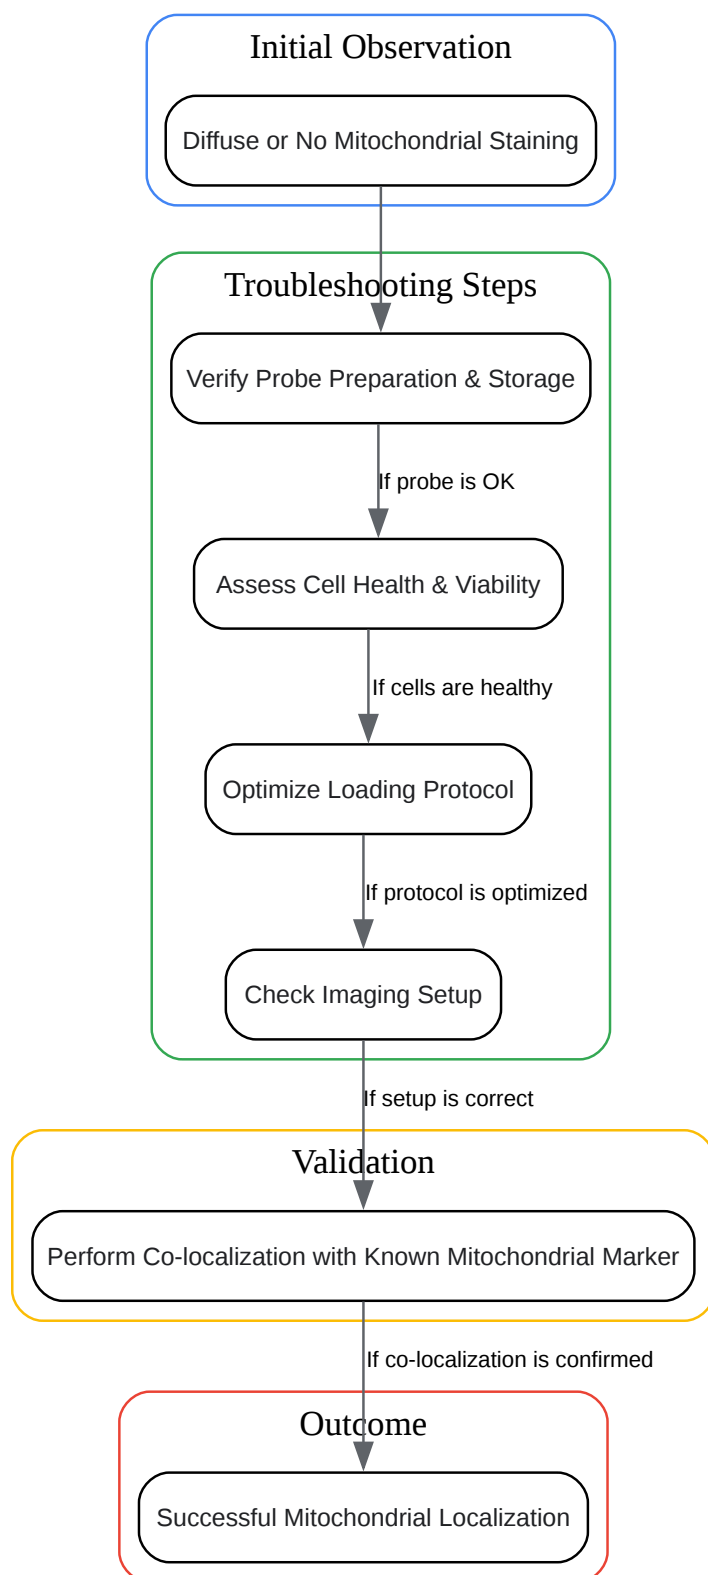 Initial Observation
Diffuse or No Mitochondrial Staining
Troubleshooting Steps
Verify Probe Preparation & Storage
If probe is OK
Assess Cell Health & Viability
If cells are healthy
Optimize Loading Protocol
If protocol is optimized
Check Imaging Setup
If setup is correct
Validation
Perform Co-localization with Known Mitochondrial Marker
If co-localization is confirmed
Outcome
Successful Mitochondrial Localization